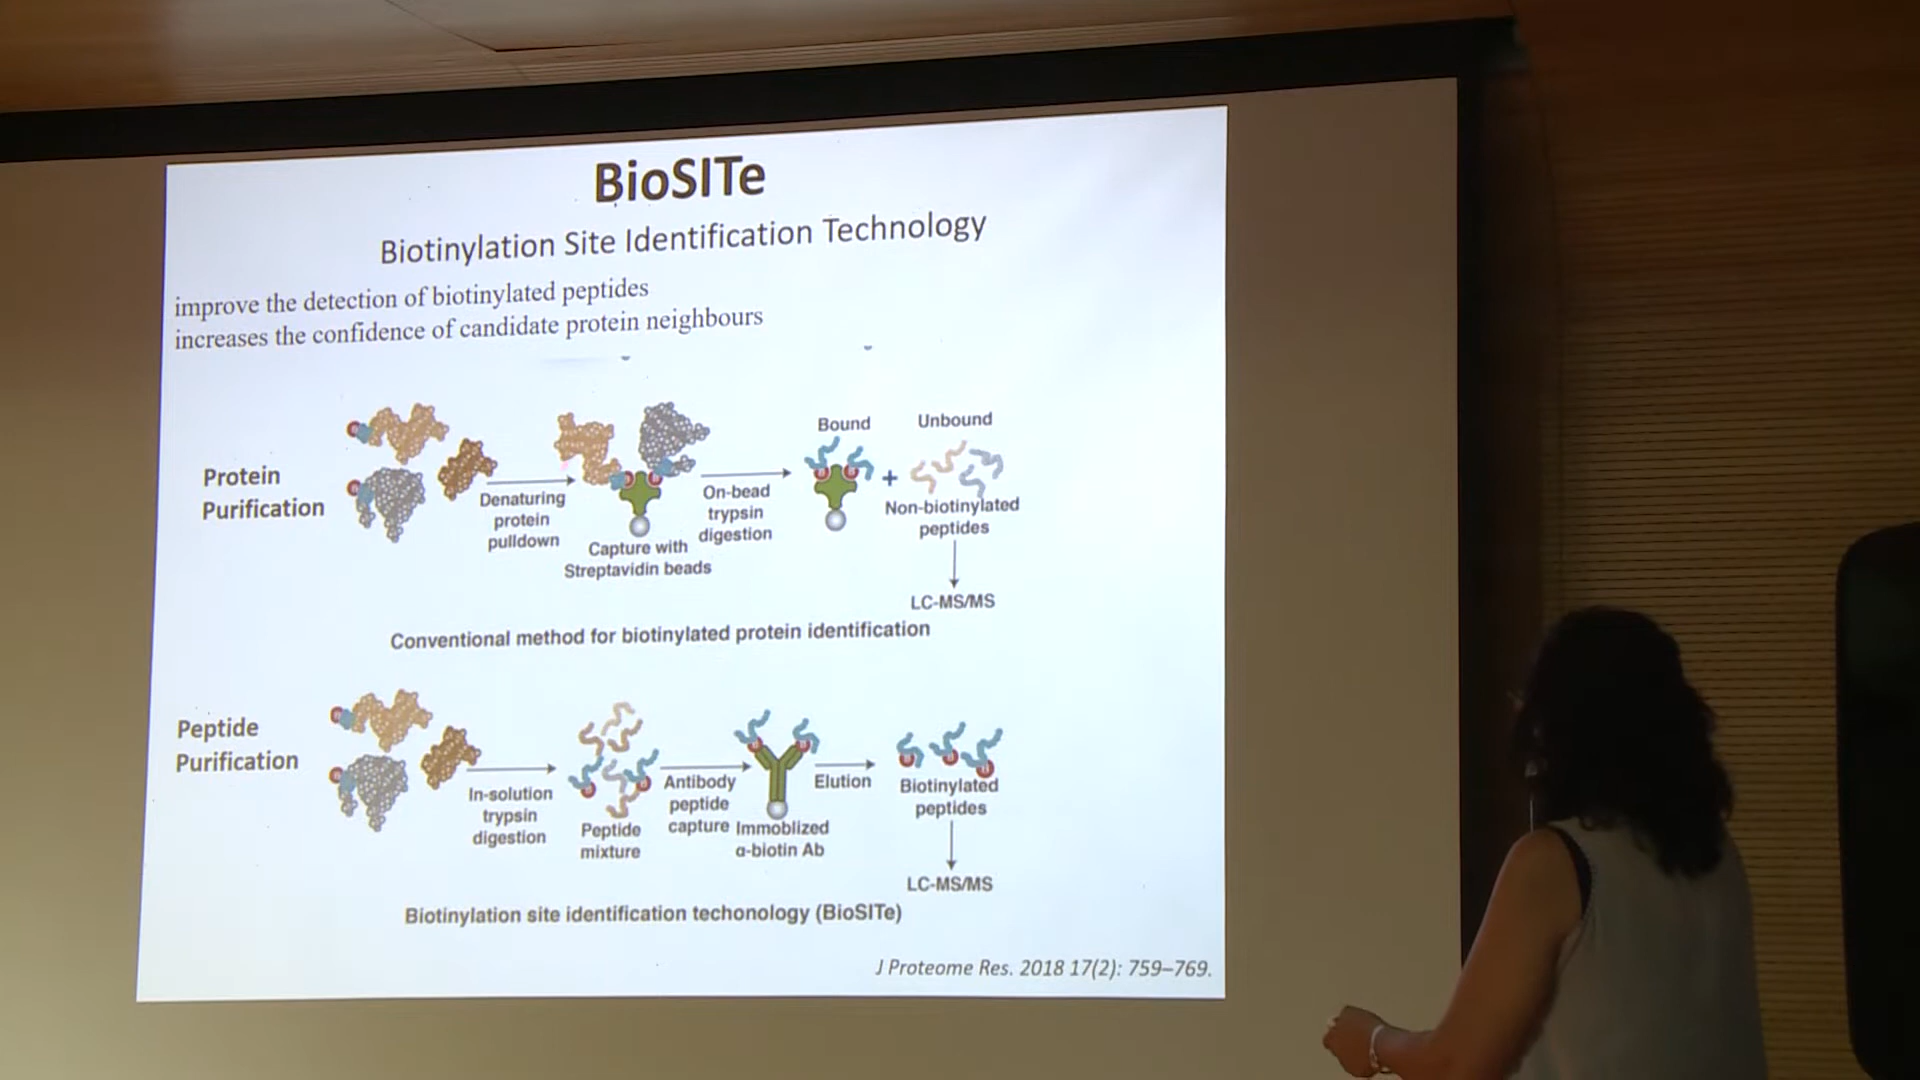 BioSITe
Biotinylation Site Identification Technology
improve the detection of biotinylated peptides
increases the confidence of candidate protein neighbours
Protein
Purification
Denaturing
protein
pulldown
Capture with
Streptavidin beads
On-bead
trypsin
digestion
Bound
+
Unbound
Non-biotinylated
peptides
LC-MS/MS
Conventional method for biotinylated protein identification
Peptide
Purification
In-solution
trypsin
digestion
Peptide
mixture
Antibody
peptide
capture
Immoblized
α-biotin Ab
Elution
Biotinylated
peptides
LC-MS/MS
Biotinylation site identification techonology (BioSITe)
J Proteome Res. 2018 17(2): 759–769.